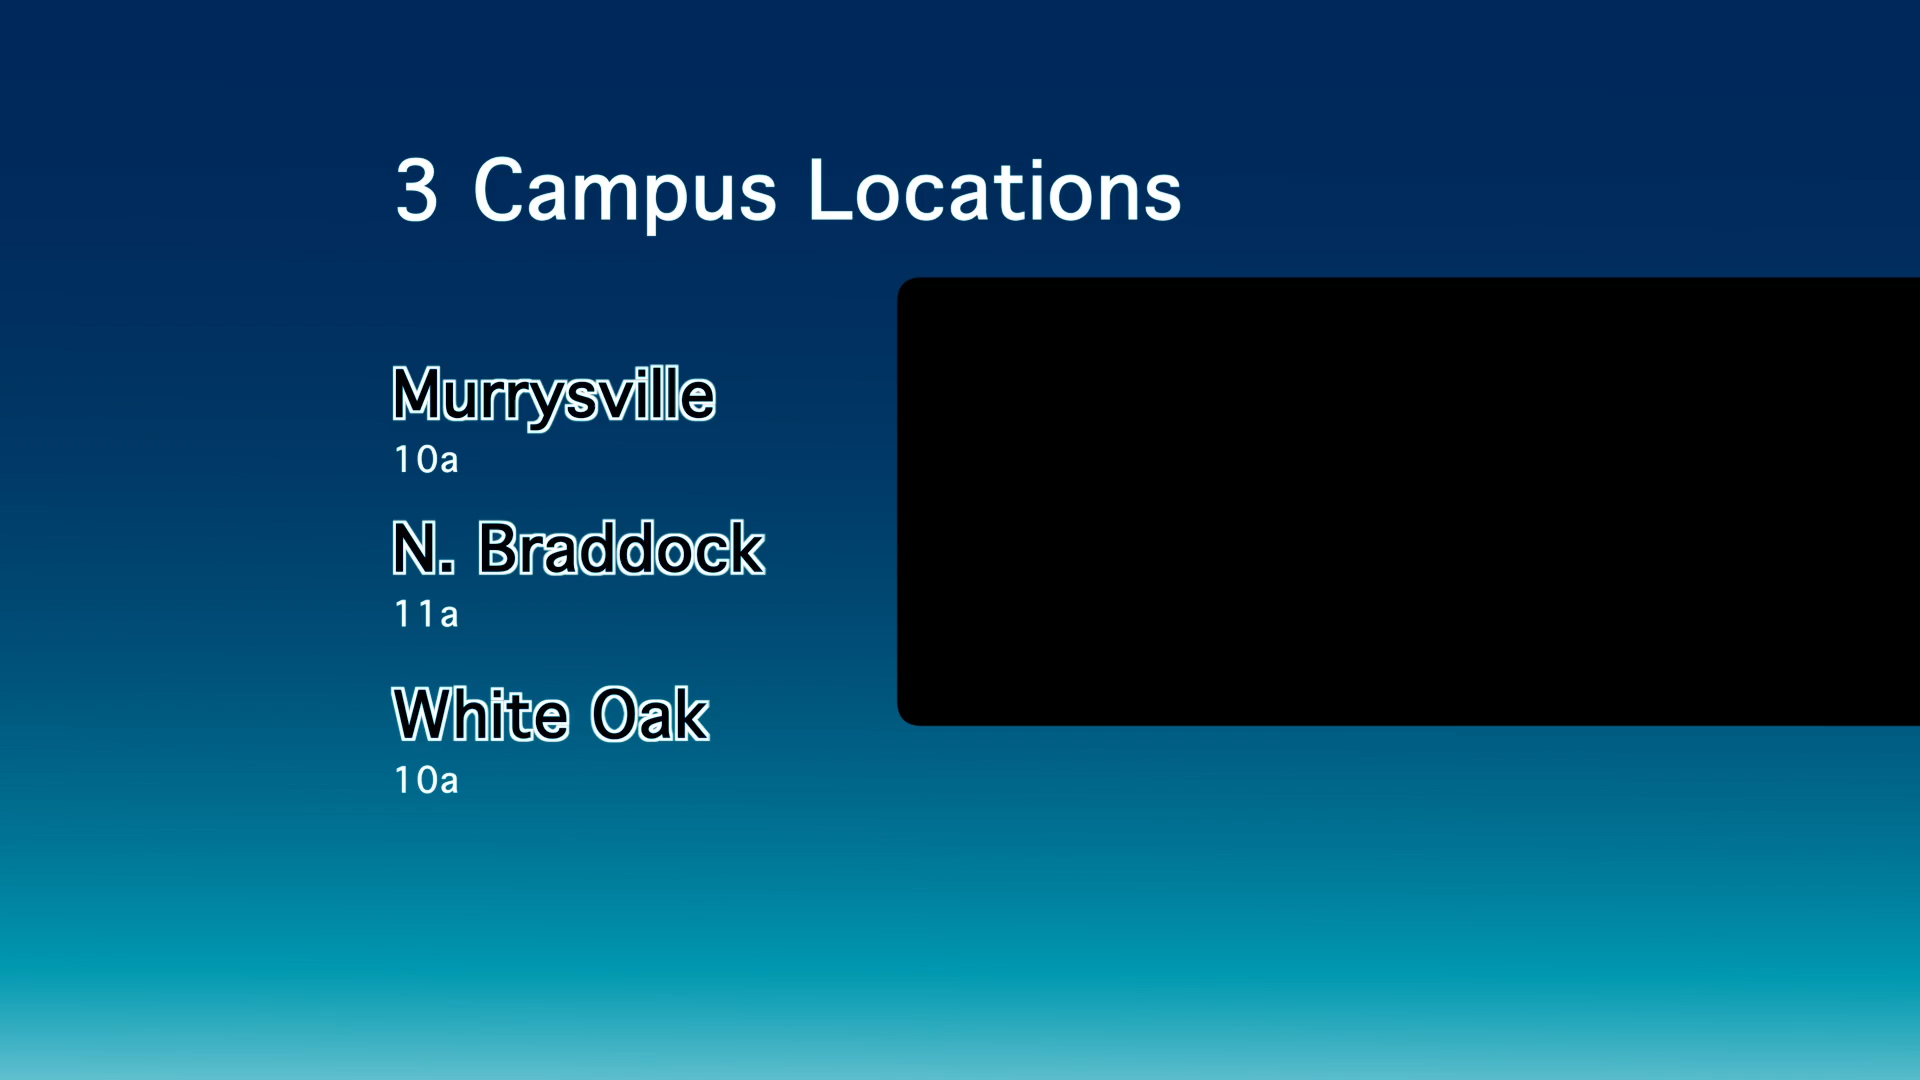 3 Campus Locations
Murrysville
10a
N. Braddock
11a
White Oak
10a